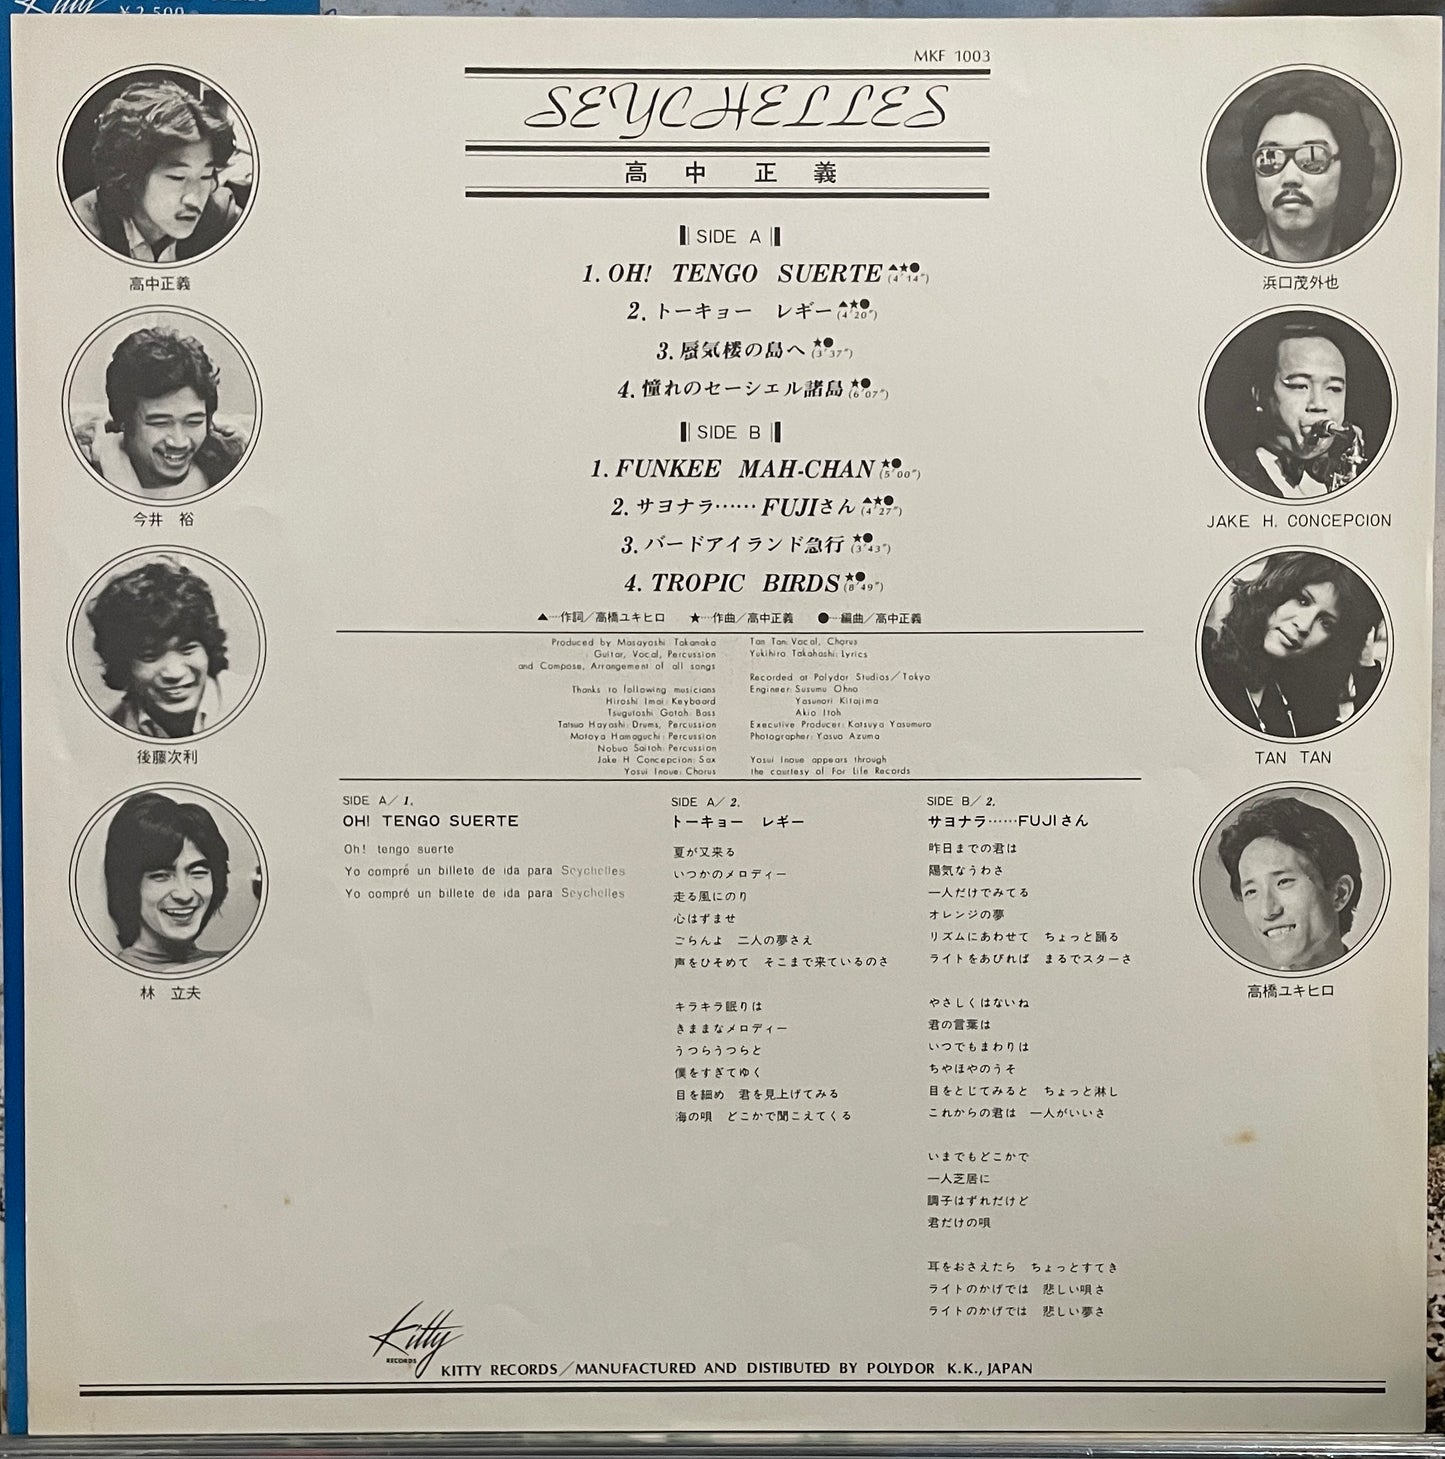 Kitty
¥2,500
MKF 1003
SEYCHELLES
高中正義
SIDE A
1. OH! TENGO SUERTE ▲★● (4′14″)
2. トーキョー レギー ▲★● (4′20″)
3. 蜃気楼の島へ ★● (3′37″)
4. 憧れのセーシェル諸島 ★● (6′07″)
SIDE B
1. FUNKEE MAH-CHAN ★● (5′00″)
2. サヨナラ……FUJIさん ▲★● (4′27″)
3. バードアイランド急行 ★● (3′43″)
4. TROPIC BIRDS ★● (8′49″)
▲…作詞/高橋ユキヒロ ★…作曲/高中正義 ●…編曲/高中正義
Produced by Masayoshi Takanaka
Guitar, Vocal, Percussion
and Compose, Arrangement of all songs
Thanks to following musicians
Hiroshi Imai: Keyboard
Tsugutoshi Gotoh: Bass
Tatsuo Hayashi: Drums, Percussion
Motoya Hamaguchi: Percussion
Nobuo Saitoh: Percussion
Jake H Concepcion: Sax
Yosui Inoue: Chorus
Tan Tan: Vocal, Chorus
Yukihiro Takahashi: Lyrics
Recorded at Polydor Studios/Tokyo
Engineer: Susumu Ohno
Yasunori Kitajima
Akio Itoh
Executive Producer: Katsuya Yasumuro
Photographer: Yasuo Azuma
Yosui Inoue appears through
the courtesy of For Life Records
SIDE A/1.
OH! TENGO SUERTE
Oh! tengo suerte
Yo compré un billete de ida para Seychelles
Yo compré un billete de ida para Seychelles
SIDE A/2.
トーキョー レギー
夏が又来る
いつかのメロディー
走る風にのり
心はずませ
ごらんよ 二人の夢さえ
声をひそめて そこまで来ているのさ
キラキラ眠りは
きままなメロディー
うつらうつらと
僕をすぎてゆく
目を細め 君を見上げてみる
海の唄 どこかで聞こえてくる
SIDE B/2.
サヨナラ……FUJIさん
昨日までの君は
陽気なうわさ
一人だけでみてる
オレンジの夢
リズムにあわせて ちょっと踊る
ライトをあびれば まるでスターさ
やさしくはないね
君の言葉は
いつでもまわりは
ちやほやのうそ
目をとじてみると ちょっと淋し
これからの君は 一人がいいさ
いまでもどこかで
一人芝居に
調子はずれだけど
君だけの唄
耳をおさえたら ちょっとすてき
ライトのかげでは 悲しい唄さ
ライトのかげでは 悲しい夢さ
高中正義
今井 裕
後藤次利
林 立夫
浜口茂外也
JAKE H. CONCEPCION
TAN TAN
高橋ユキヒロ
Kitty
RECORDS
KITTY RECORDS/MANUFACTURED AND DISTIBUTED BY POLYDOR K.K., JAPAN